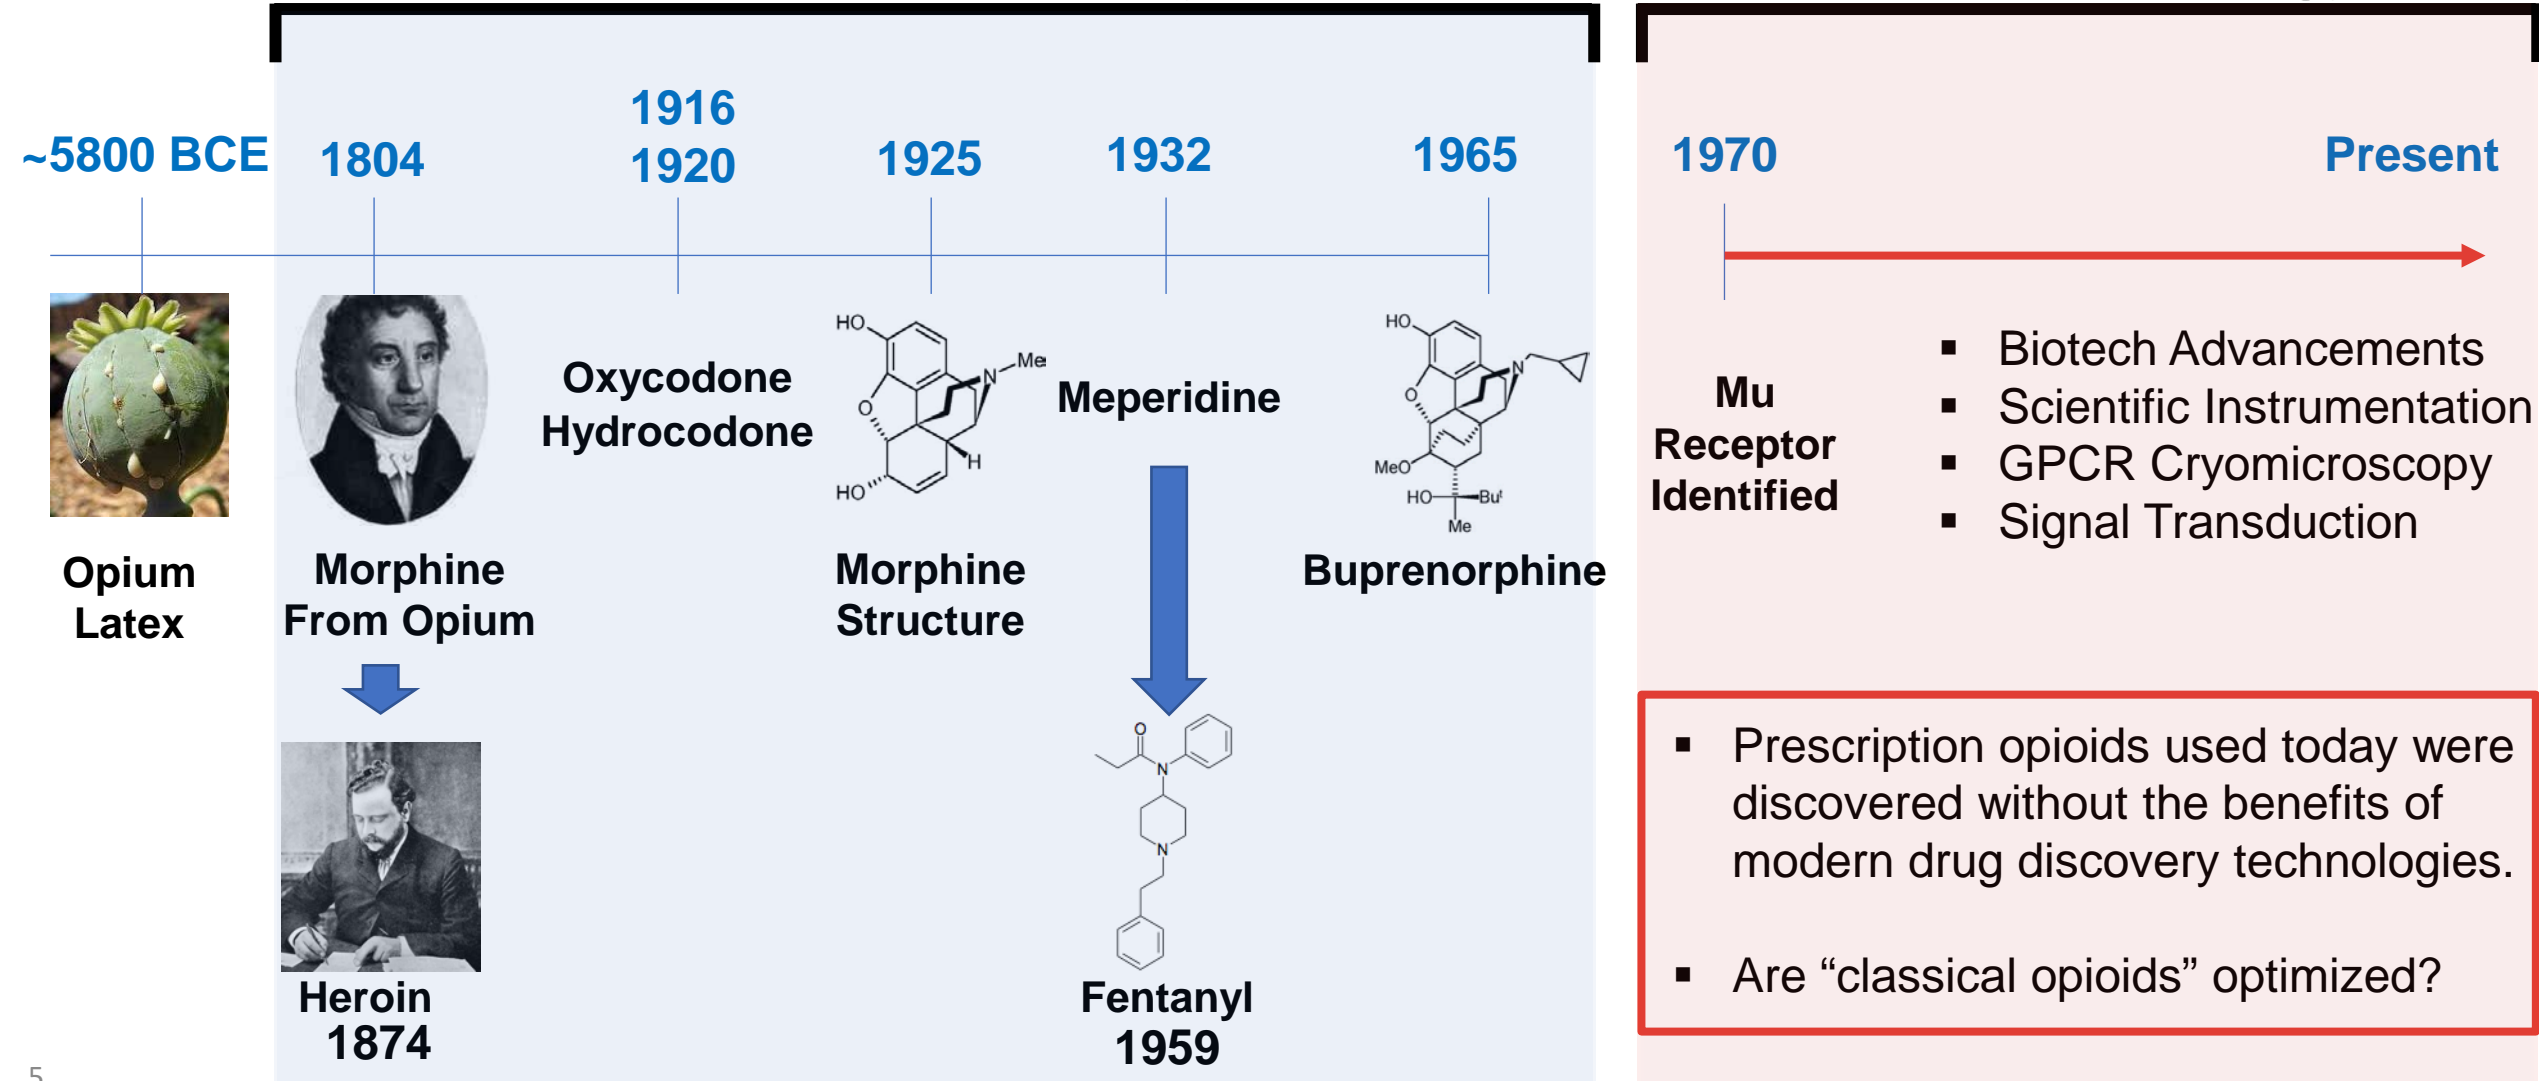 ~5800 BCE
1804
1916
1920
1925
1932
1965
1970
Present
Opium
Latex
Morphine
From Opium
Heroin
1874
Oxycodone
Hydrocodone
HO
O
HO
N
Me
H
Morphine
Structure
Meperidine
O
N
N
Fentanyl
1959
HO
O
N
MeO
HO
Buᵗ
Me
Buprenorphine
Mu
Receptor
Identified
▪ Biotech Advancements
▪ Scientific Instrumentation
▪ GPCR Cryomicroscopy
▪ Signal Transduction
▪ Prescription opioids used today were
discovered without the benefits of
modern drug discovery technologies.
▪ Are “classical opioids” optimized?
5